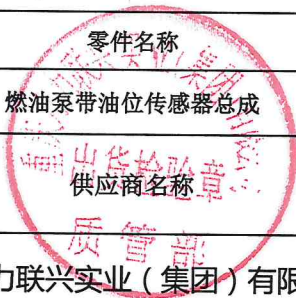 零件名称
燃油泵带油位传感器总成
出货检验章
供应商名称
质管部
力联兴实业（集团）有限